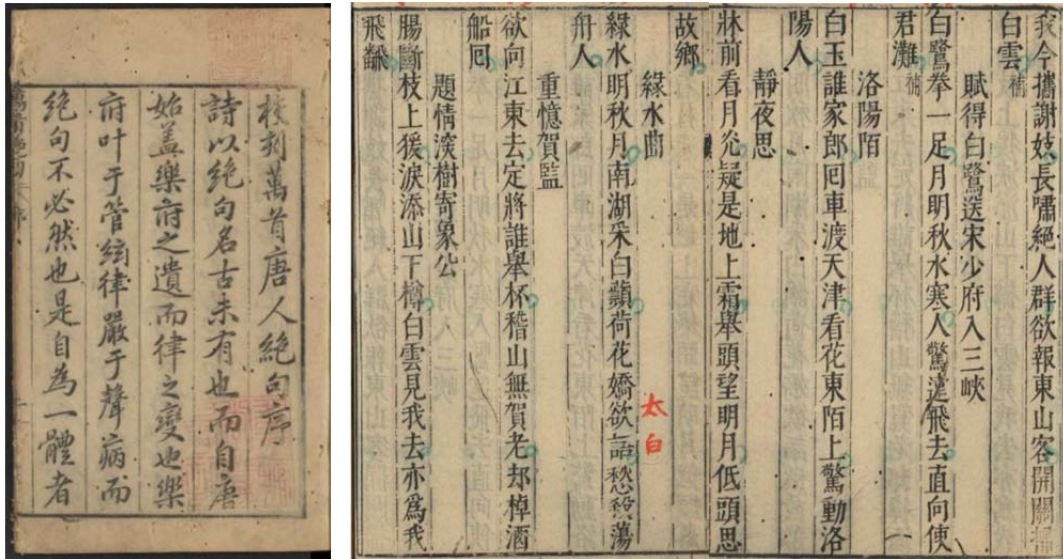 校刻萬首唐人絶句序
詩以絶句名古未有也而自唐
始盖樂府之遺而律之變也樂
府叶于管絃律嚴于聲病而
絶句不必然也是自為一體者
我今攜謝妓長嘯絕人群欲報東山客開關掃
白雲 補
賦得白鷺送宋少府入三峽
白鷺拳一足月明秋水寒人驚遠飛去直向使
君灘 補
洛陽陌
白玉誰家郎囘車渡天津看花東陌上驚動洛
陽人
靜夜思
牀前看月光疑是地上霜舉頭望明月低頭思
故鄉
綠水曲
綠水明秋月南湖采白蘋荷花嬌欲語愁殺蕩
舟人
太白
重憶賀監
欲向江東去定將誰舉杯稽山無賀老却棹酒
船囘
題情深樹寄象公
腸斷枝上猨淚添山下樽白雲見我去亦爲我
飛飜